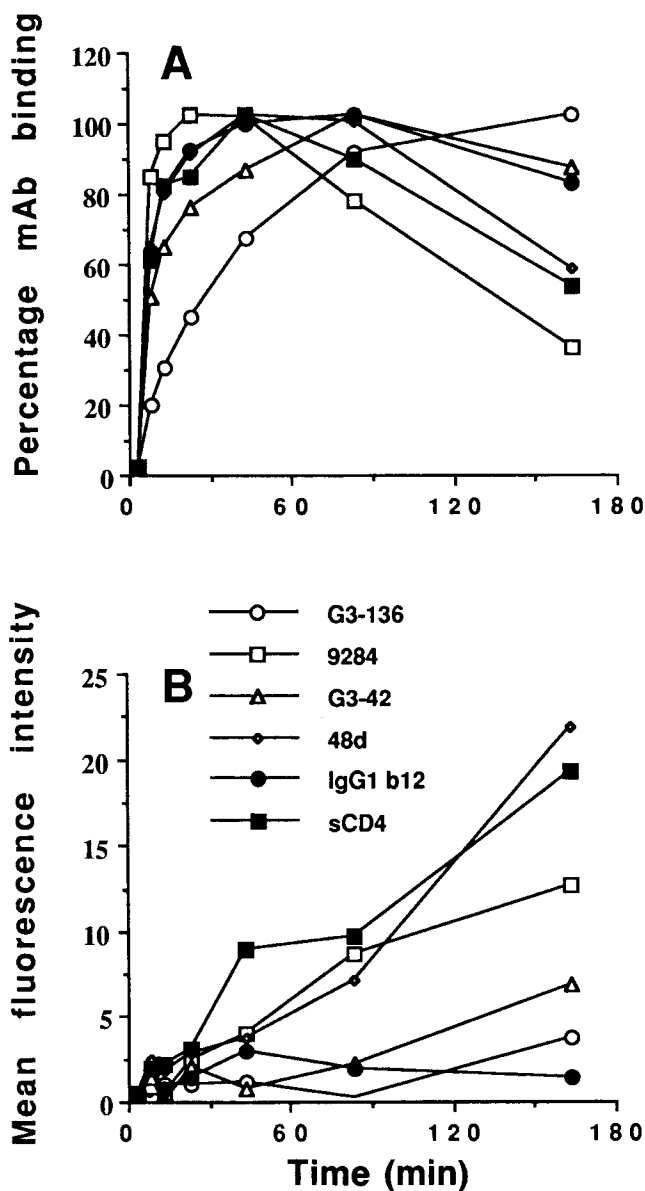 A
Percentage mAb binding
120
100
80
60
40
20
0
0 60 120 180
B
Mean fluorescence intensity
G3-136
9284
G3-42
48d
IgG1 b12
sCD4
25
20
15
10
5
0
0 60 120 180
Time (min)